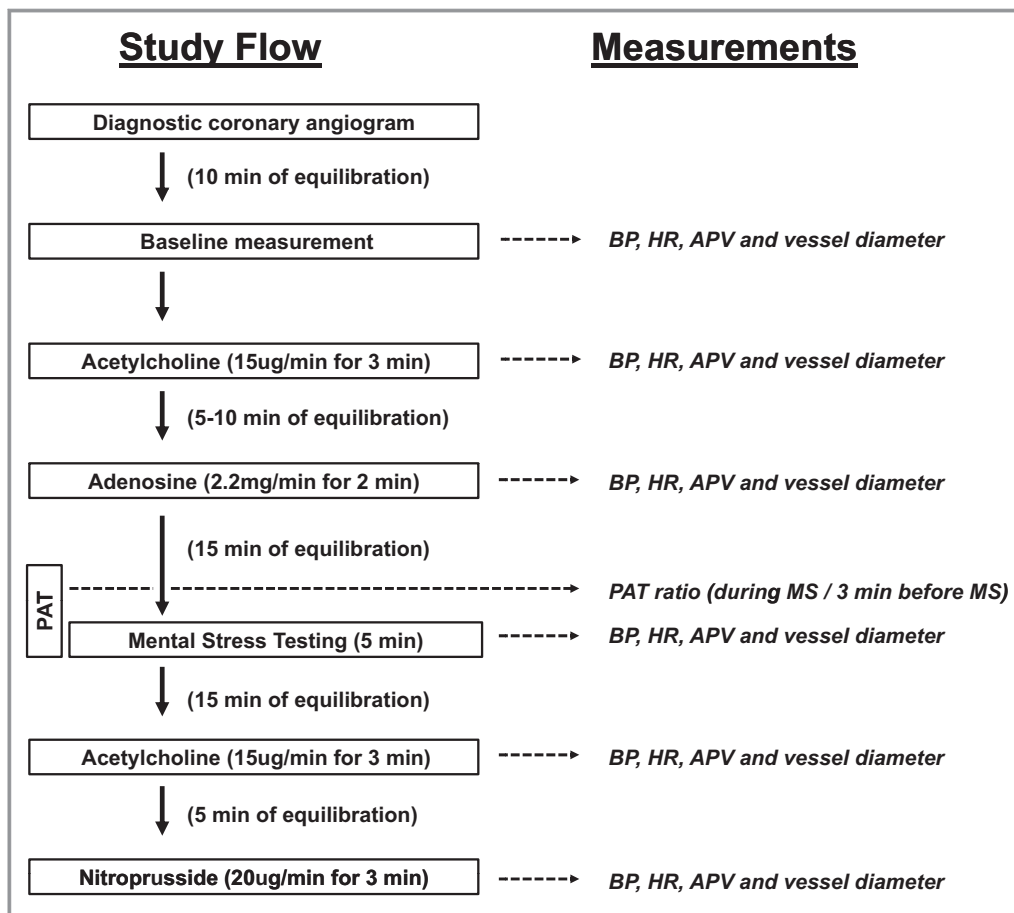 Study Flow Measurements
Diagnostic coronary angiogram
(10 min of equilibration)
Baseline measurement BP, HR, APV and vessel diameter
Acetylcholine (15ug/min for 3 min) BP, HR, APV and vessel diameter
(5-10 min of equilibration)
Adenosine (2.2mg/min for 2 min) BP, HR, APV and vessel diameter
(15 min of equilibration)
PAT PAT ratio (during MS / 3 min before MS)
Mental Stress Testing (5 min) BP, HR, APV and vessel diameter
(15 min of equilibration)
Acetylcholine (15ug/min for 3 min) BP, HR, APV and vessel diameter
(5 min of equilibration)
Nitroprusside (20ug/min for 3 min) BP, HR, APV and vessel diameter